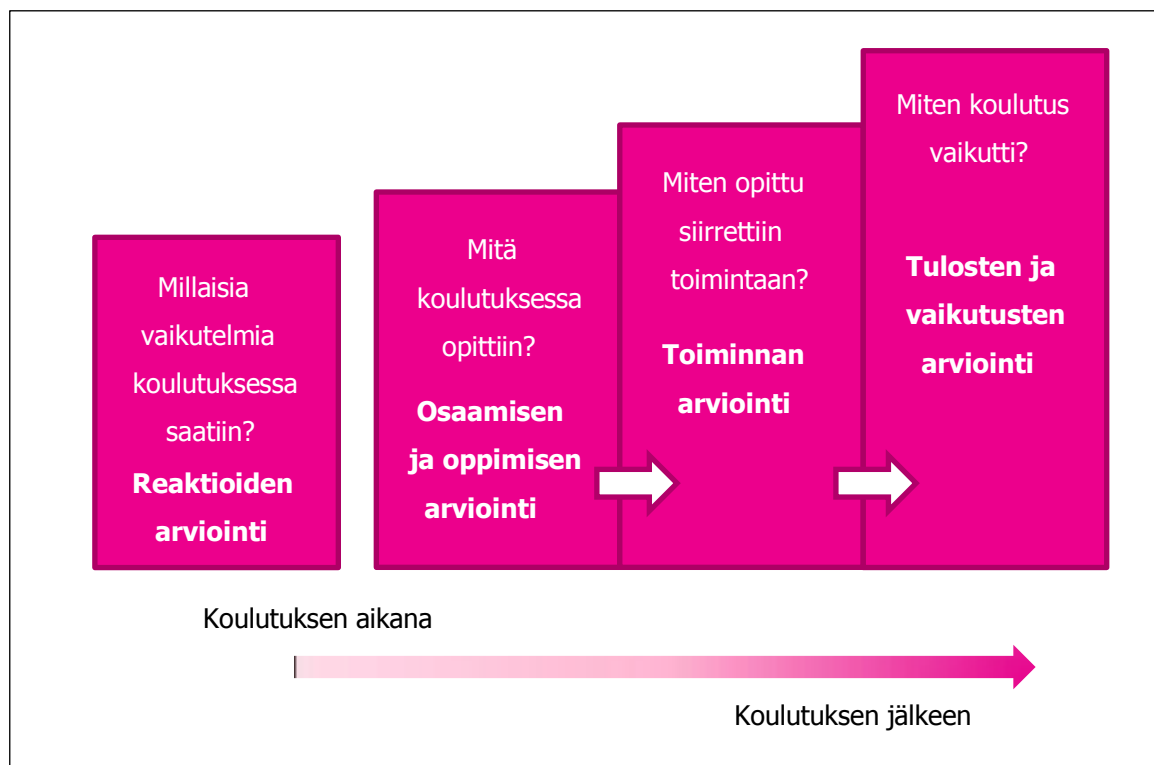 Millaisia
vaikutelmia
koulutuksessa
saatiin?
Reaktioiden
arviointi
Mitä
koulutuksessa
opittiin?
Osaamisen
ja oppimisen
arviointi
Miten opittu
siirrettiin
toimintaan?
Toiminnan
arviointi
Miten koulutus
vaikutti?
Tulosten ja
vaikutusten
arviointi
Koulutuksen aikana
Koulutuksen jälkeen